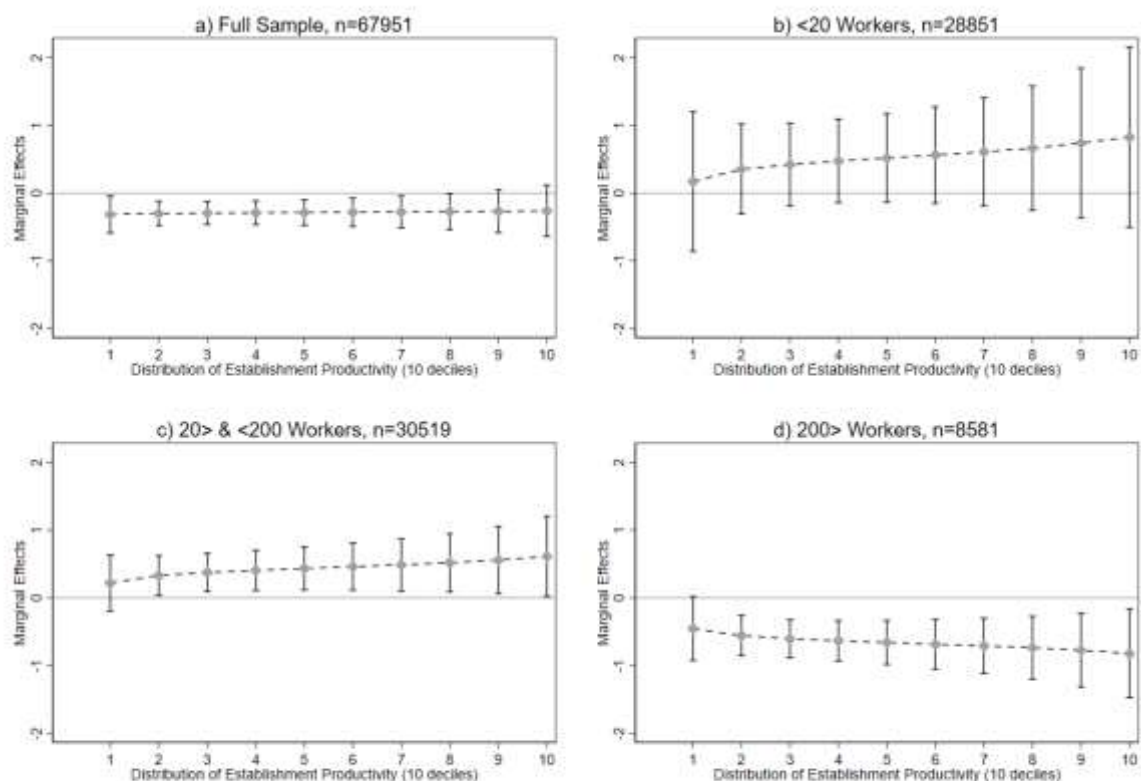 a) Full Sample, n=67951
Marginal Effects
2
1
0
-1
-2
1 2 3 4 5 6 7 8 9 10
Distribution of Establishment Productivity (10 deciles)
b) <20 Workers, n=28851
Marginal Effects
2
1
0
-1
-2
1 2 3 4 5 6 7 8 9 10
Distribution of Establishment Productivity (10 deciles)
c) 20> & <200 Workers, n=30519
Marginal Effects
2
1
0
-1
-2
1 2 3 4 5 6 7 8 9 10
Distribution of Establishment Productivity (10 deciles)
d) 200> Workers, n=8581
Marginal Effects
2
1
0
-1
-2
1 2 3 4 5 6 7 8 9 10
Distribution of Establishment Productivity (10 deciles)